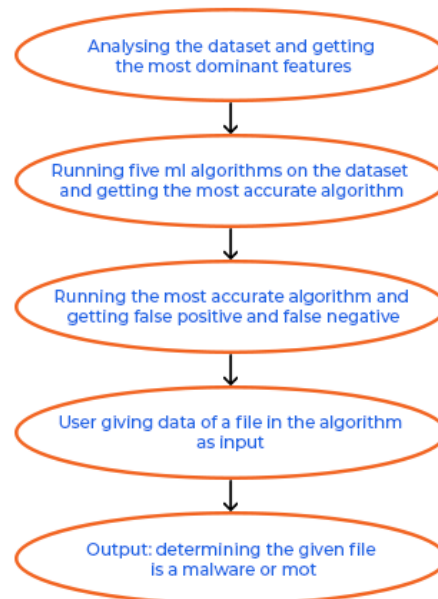 Analysing the dataset and getting
the most dominant features
Running five ml algorithms on the dataset
and getting the most accurate algorithm
Running the most accurate algorithm and
getting false positive and false negative
User giving data of a file in the algorithm
as input
Output: determining the given file
is a malware or mot